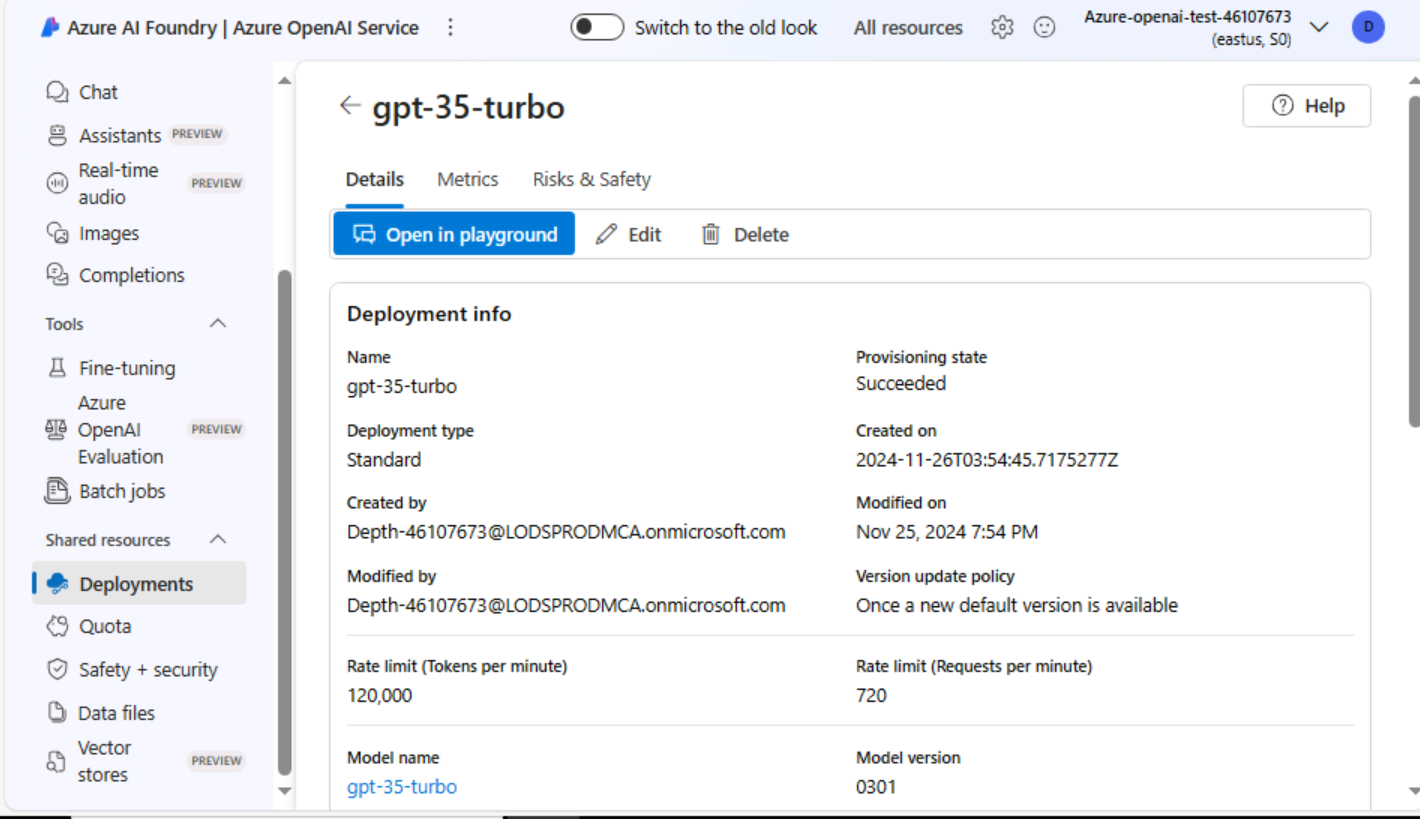 Azure AI Foundry | Azure OpenAI Service
Switch to the old look
All resources
Azure-openai-test-46107673
(eastus, S0)
D
Chat
Assistants PREVIEW
Real-time
audio
PREVIEW
Images
Completions
Tools
Fine-tuning
Azure
OpenAI
Evaluation
PREVIEW
Batch jobs
Shared resources
Deployments
Quota
Safety + security
Data files
Vector
stores
PREVIEW
gpt-35-turbo
Help
Details
Metrics
Risks & Safety
Open in playground
Edit
Delete
Deployment info
Name
gpt-35-turbo
Provisioning state
Succeeded
Deployment type
Standard
Created on
2024-11-26T03:54:45.7175277Z
Created by
Depth-46107673@LODSPRODMCA.onmicrosoft.com
Modified on
Nov 25, 2024 7:54 PM
Modified by
Depth-46107673@LODSPRODMCA.onmicrosoft.com
Version update policy
Once a new default version is available
Rate limit (Tokens per minute)
120,000
Rate limit (Requests per minute)
720
Model name
gpt-35-turbo
Model version
0301